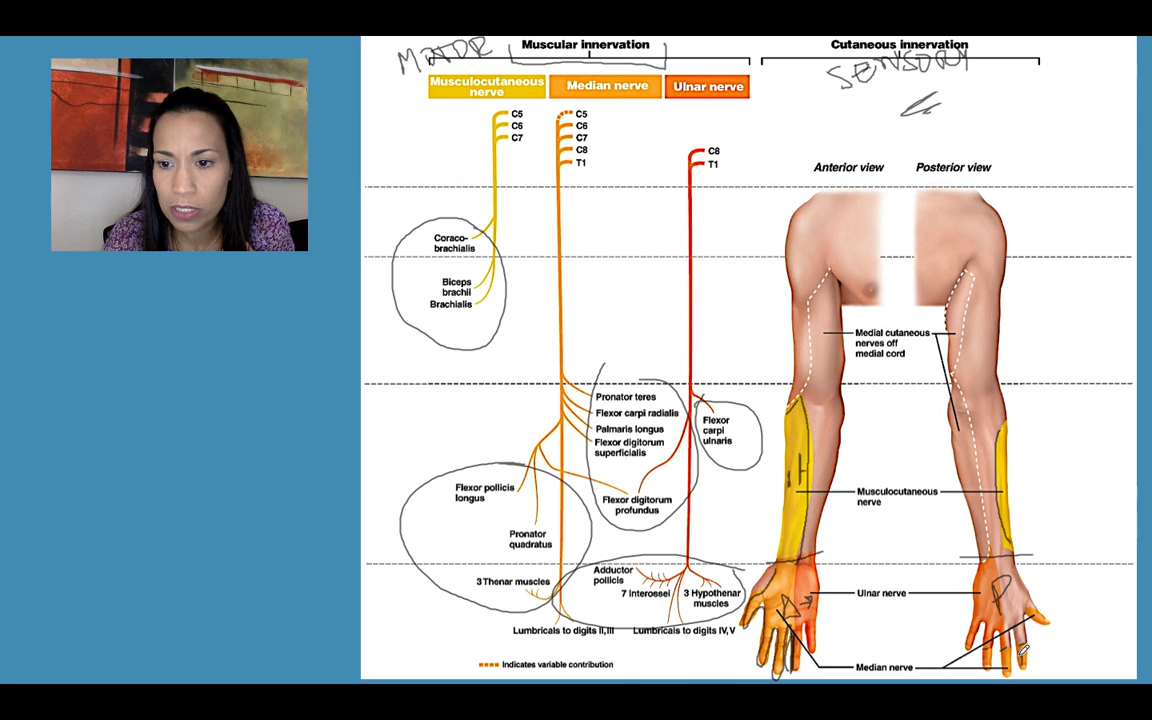 MOTOR
Muscular innervation
Cutaneous innervation
SENSORY
Musculocutaneous
nerve
Median nerve
Ulnar nerve
C5
C6
C7
C5
C6
C7
C8
T1
C8
T1
Anterior view
Posterior view
Coraco-
brachialis
Biceps
brachii
Brachialis
Medial cutaneous
nerves off
medial cord
Pronator teres
Flexor carpi radialis
Palmaris longus
Flexor digitorum
superficialis
Flexor
carpi
ulnaris
Flexor pollicis
longus
Flexor digitorum
profundus
Musculocutaneous
nerve
Pronator
quadratus
3 Thenar muscles
Adductor
pollicis
7 Interossei
3 Hypothenar
muscles
Ulnar nerve
P
Lumbricals to digits II, III
Lumbricals to digits IV, V
Indicates variable contribution
Median nerve